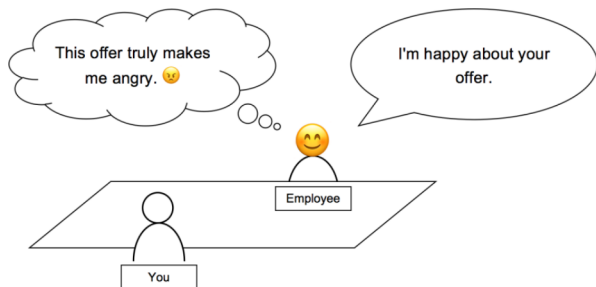 This offer truly makes
me angry. 😠
I'm happy about your
offer.
Employee
You